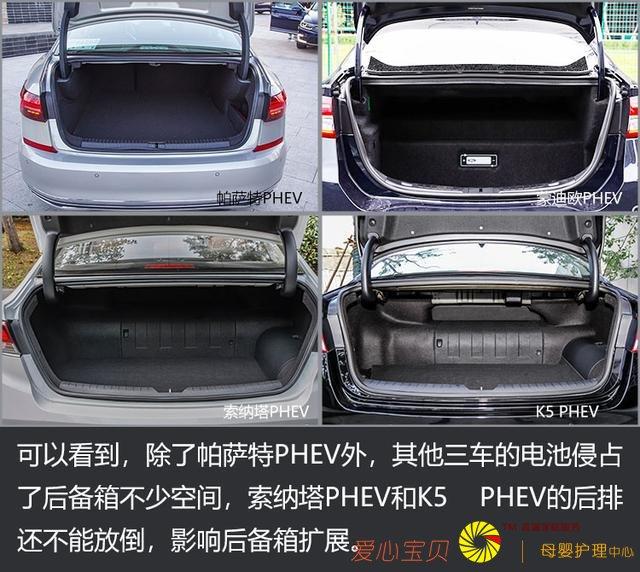 帕萨特PHEV
蒙迪欧PHEV
索纳塔PHEV
K5 PHEV
可以看到，除了帕萨特PHEV外，其他三车的电池侵占
了后备箱不少空间，索纳塔PHEV和K5 PHEV的后排
还不能放倒，影响后备箱扩展。
爱心宝贝
TM
母婴护理中心